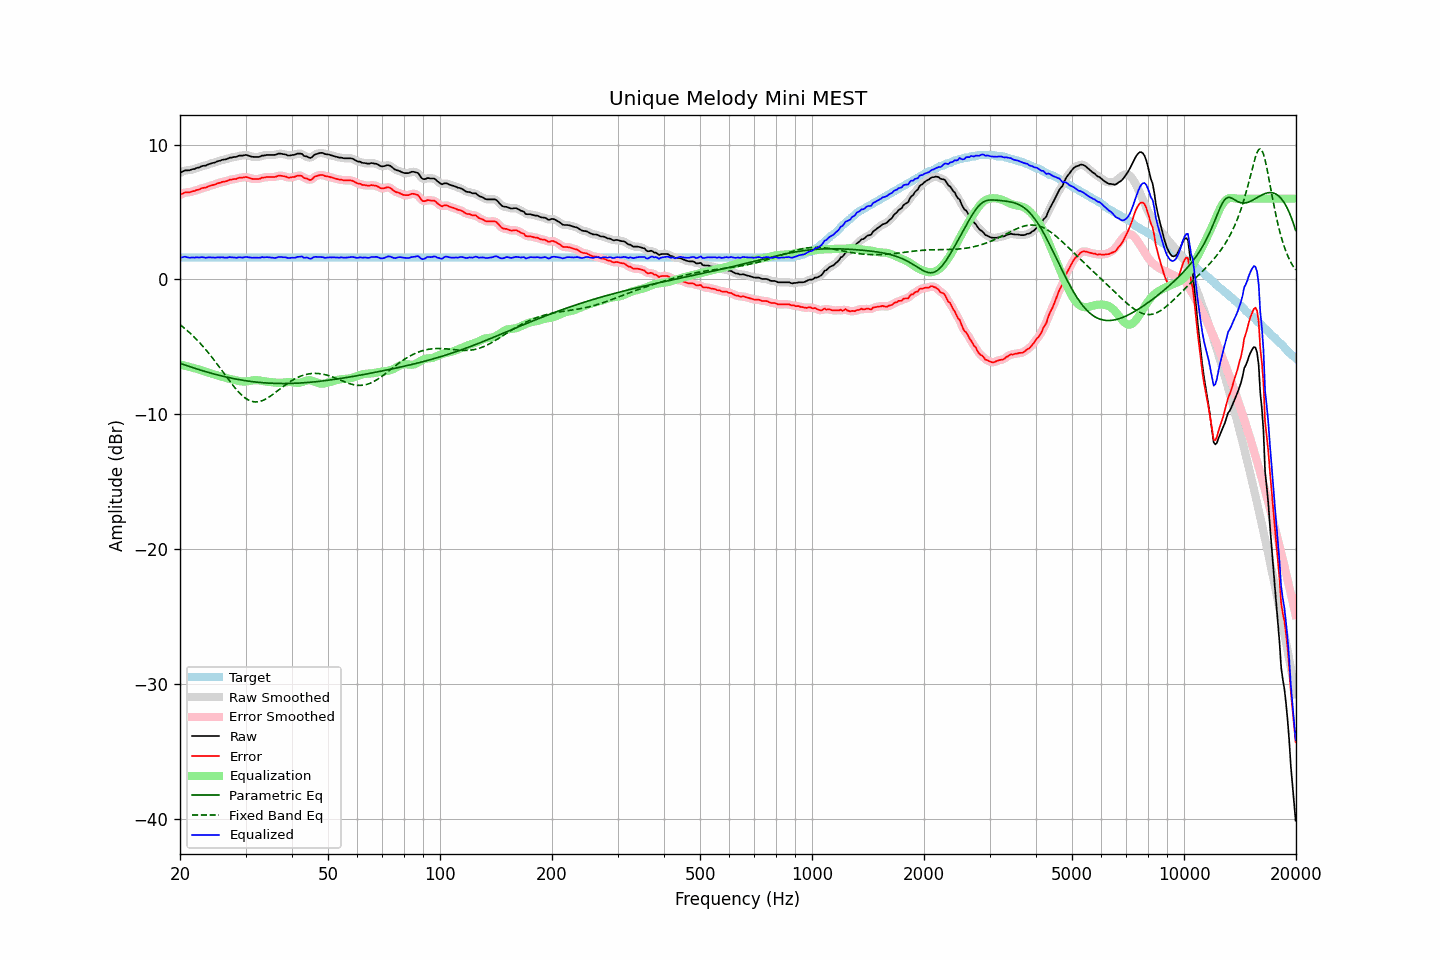 Unique Melody Mini MEST
10
0
−10
−20
−30
−40
Amplitude (dBr)
Target
Raw Smoothed
Error Smoothed
Raw
Error
Equalization
Parametric Eq
Fixed Band Eq
Equalized
20 50 100 200 500 1000 2000 5000 10000 20000
Frequency (Hz)